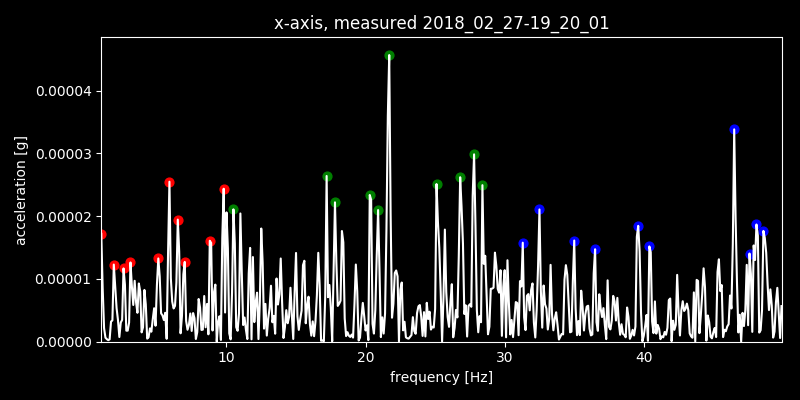 x-axis, measured 2018_02_27-19_20_01
acceleration [g]
0.00004
0.00003
0.00002
0.00001
0.00000
10 20 30 40
frequency [Hz]